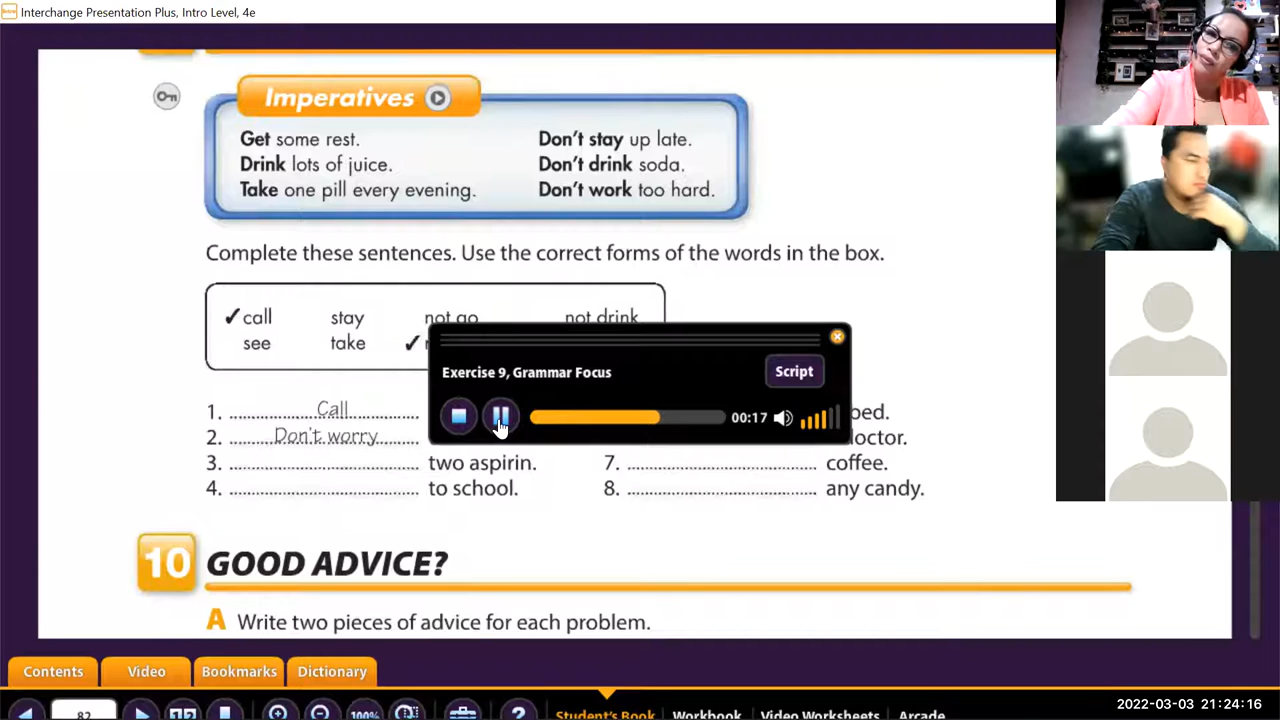 Interchange Presentation Plus, Intro Level, 4e
Imperatives
Get some rest. Don't stay up late.
Drink lots of juice. Don't drink soda.
Take one pill every evening. Don't work too hard.
Complete these sentences. Use the correct forms of the words in the box.
✓ call stay not go not drink
see take ✓
Exercise 9, Grammar Focus Script
00:17
1. Call bed.
2. Don't worry doctor.
3. two aspirin. 7. coffee.
4. to school. 8. any candy.
10 GOOD ADVICE?
A Write two pieces of advice for each problem.
Contents Video Bookmarks Dictionary
82 100% ? Student's Book Workbook Video Worksheets Arcade
2022-03-03 21:24:16